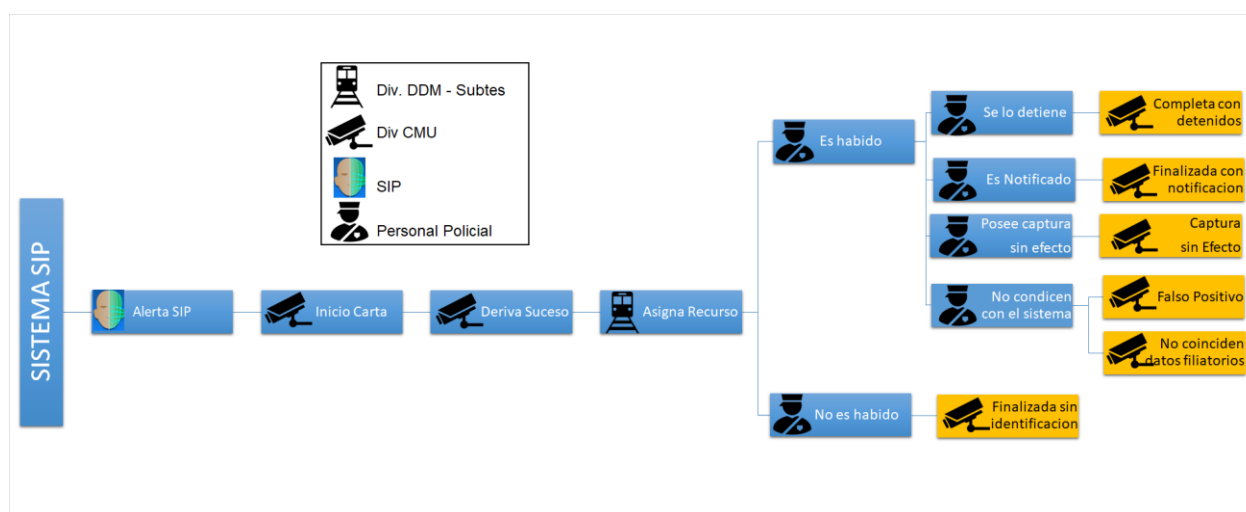 Div. DDM - Subtes
Div CMU
SIP
Personal Policial
SISTEMA SIP
Alerta SIP
Inicio Carta
Deriva Suceso
Asigna Recurso
Es habido
Se lo detiene
Completa con
detenidos
Es Notificado
Finalizada con
notificacion
Posee captura
sin efecto
Captura
sin Efecto
No condicen
con el sistema
Falso Positivo
No coinciden
datos filiatorios
No es habido
Finalizada sin
identificacion